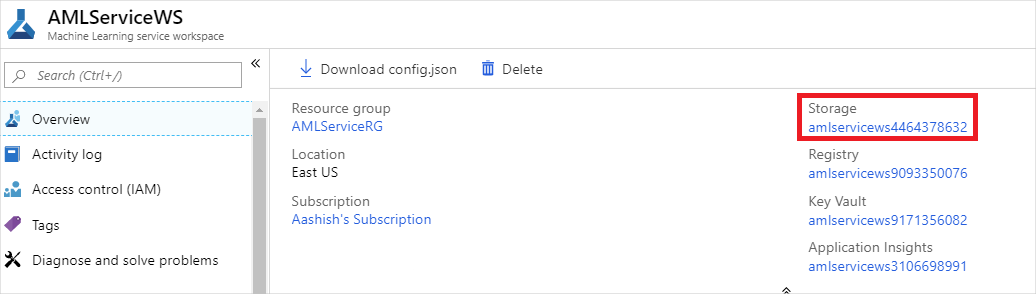 AMLServiceWS
Machine Learning service workspace
Search (Ctrl+/)
«
Overview
Activity log
Access control (IAM)
Tags
Diagnose and solve problems
Download config.json
Delete
Resource group
AMLServiceRG
Location
East US
Subscription
Aashish's Subscription
Storage
amlservicews4464378632
Registry
amlservicews9093350076
Key Vault
amlservicews9171356082
Application Insights
amlservicews3106698991